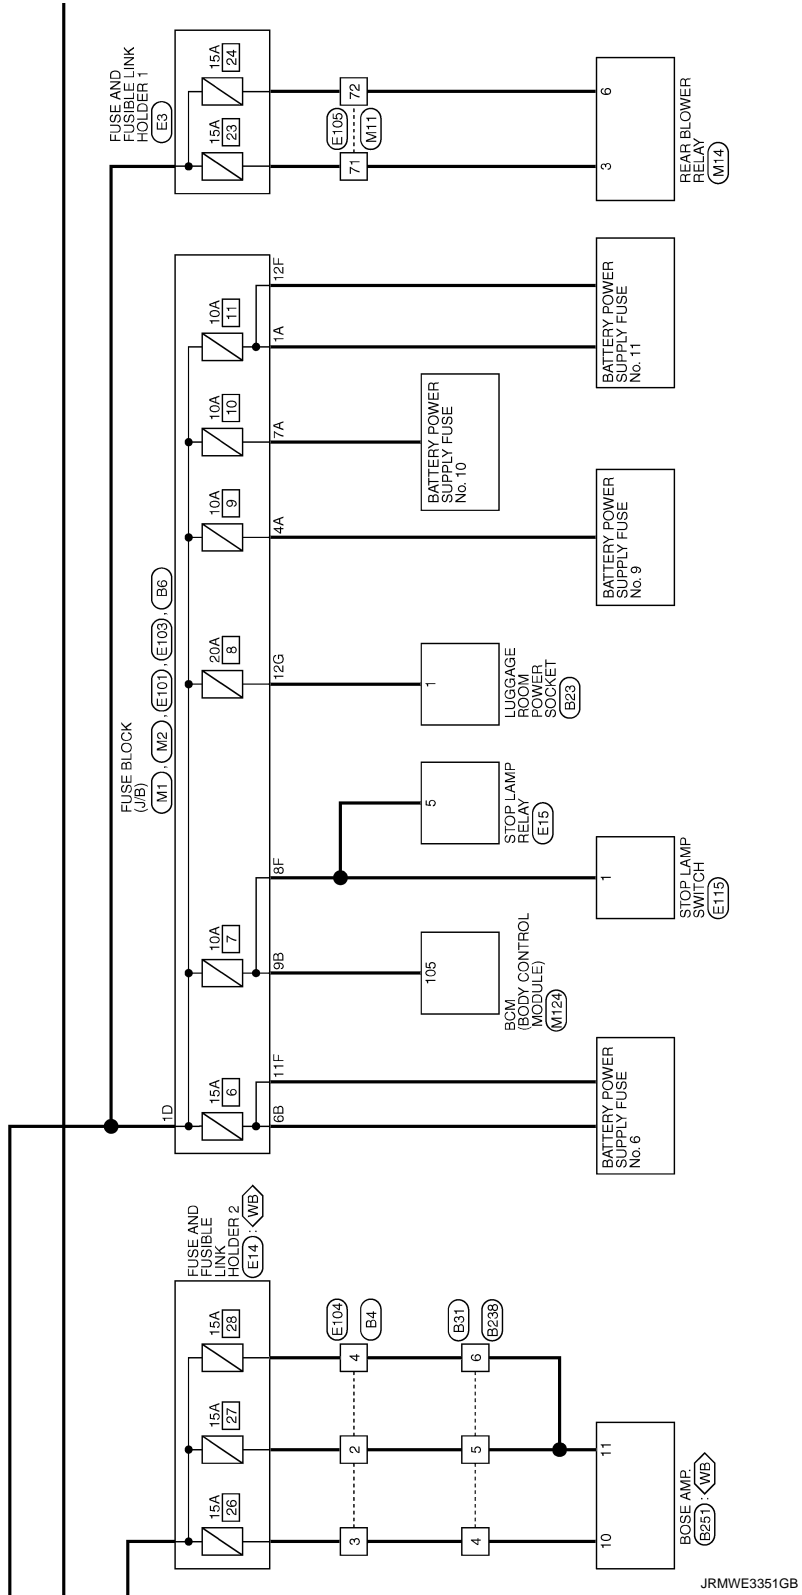 FUSE AND
FUSIBLE LINK
HOLDER 1
E3
15A
24
15A
23
72
71
E105
M11
6
3
REAR BLOWER
RELAY
M14
FUSE BLOCK
(J/B)
M1 , M2 , E101 , E103 , B6
10A
11
12F
1A
BATTERY POWER
SUPPLY FUSE
No. 11
10A
10
7A
BATTERY POWER
SUPPLY FUSE
No. 10
10A
9
4A
BATTERY POWER
SUPPLY FUSE
No. 9
20A
8
12G
1
LUGGAGE
ROOM
POWER
SOCKET
B23
5
STOP LAMP
RELAY
E15
8F
1
STOP LAMP
SWITCH
E115
10A
7
9B
105
BCM
(BODY CONTROL
MODULE)
M124
1D
15A
6
11F
6B
BATTERY POWER
SUPPLY FUSE
No. 6
FUSE AND
FUSIBLE
LINK
HOLDER 2
E14 : WB
15A
28
15A
27
15A
26
E104
B4
4
2
3
B31
B238
6
5
4
11
10
BOSE AMP.
B251 : WB
JRMWE3351GB